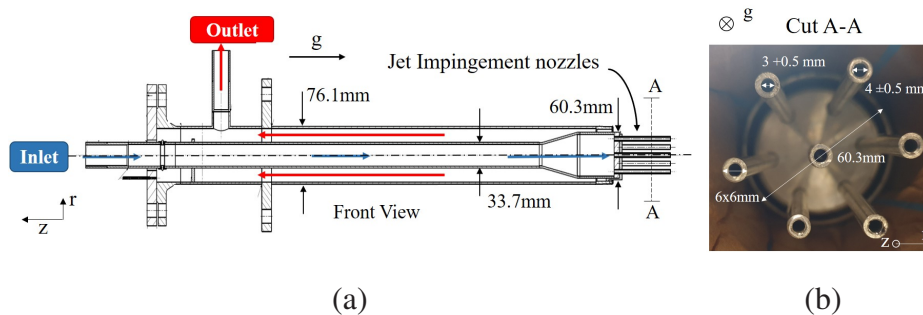 Outlet
g
Jet Impingement nozzles
A
76.1mm
60.3mm
Inlet
r
z
Front View
33.7mm
A
(a)
g
Cut A-A
3 +0.5 mm
4 ±0.5 mm
60.3mm
6x6mm
z
(b)